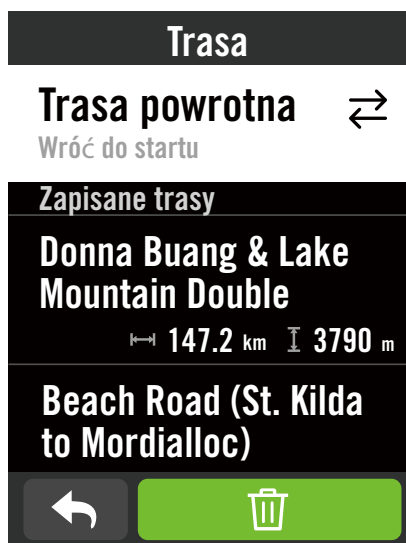 Trasa
Trasa powrotna
Wróć do startu
Zapisane trasy
Donna Buang & Lake
Mountain Double
147.2 km 3790 m
Beach Road (St. Kilda
to Mordialloc)